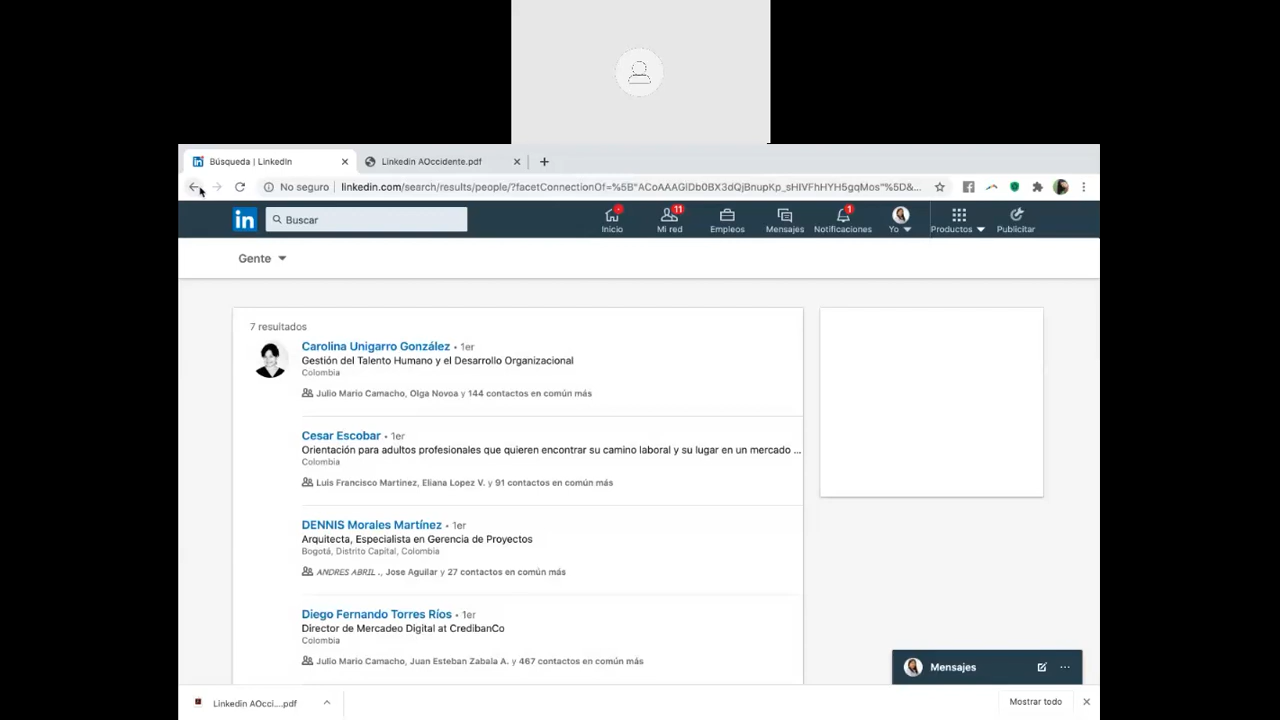 Búsqueda | LinkedIn
Linkedin AOccidente.pdf
No seguro
linkedin.com/search/results/people/?facetConnectionOf=%5B"ACoAAAGIDb0BX3dQjBnupKp_sHIVFhHYH5gqMos"%5D&...
in
Buscar
Inicio
11
Mi red
Empleos
Mensajes
1
Notificaciones
Yo
Productos
Publicitar
Gente
7 resultados
Carolina Unigarro González • 1er
Gestión del Talento Humano y el Desarrollo Organizacional
Colombia
Julio Mario Camacho, Olga Novoa y 144 contactos en común más
Cesar Escobar • 1er
Orientación para adultos profesionales que quieren encontrar su camino laboral y su lugar en un mercado ...
Colombia
Luis Francisco Martinez, Eliana Lopez V. y 91 contactos en común más
DENNIS Morales Martínez • 1er
Arquitecta, Especialista en Gerencia de Proyectos
Bogotá, Distrito Capital, Colombia
ANDRES ABRIL ., Jose Aguilar y 27 contactos en común más
Diego Fernando Torres Ríos • 1er
Director de Mercadeo Digital at CredibanCo
Colombia
Julio Mario Camacho, Juan Esteban Zabala A. y 467 contactos en común más
Mensajes
Linkedin AOcci....pdf
Mostrar todo